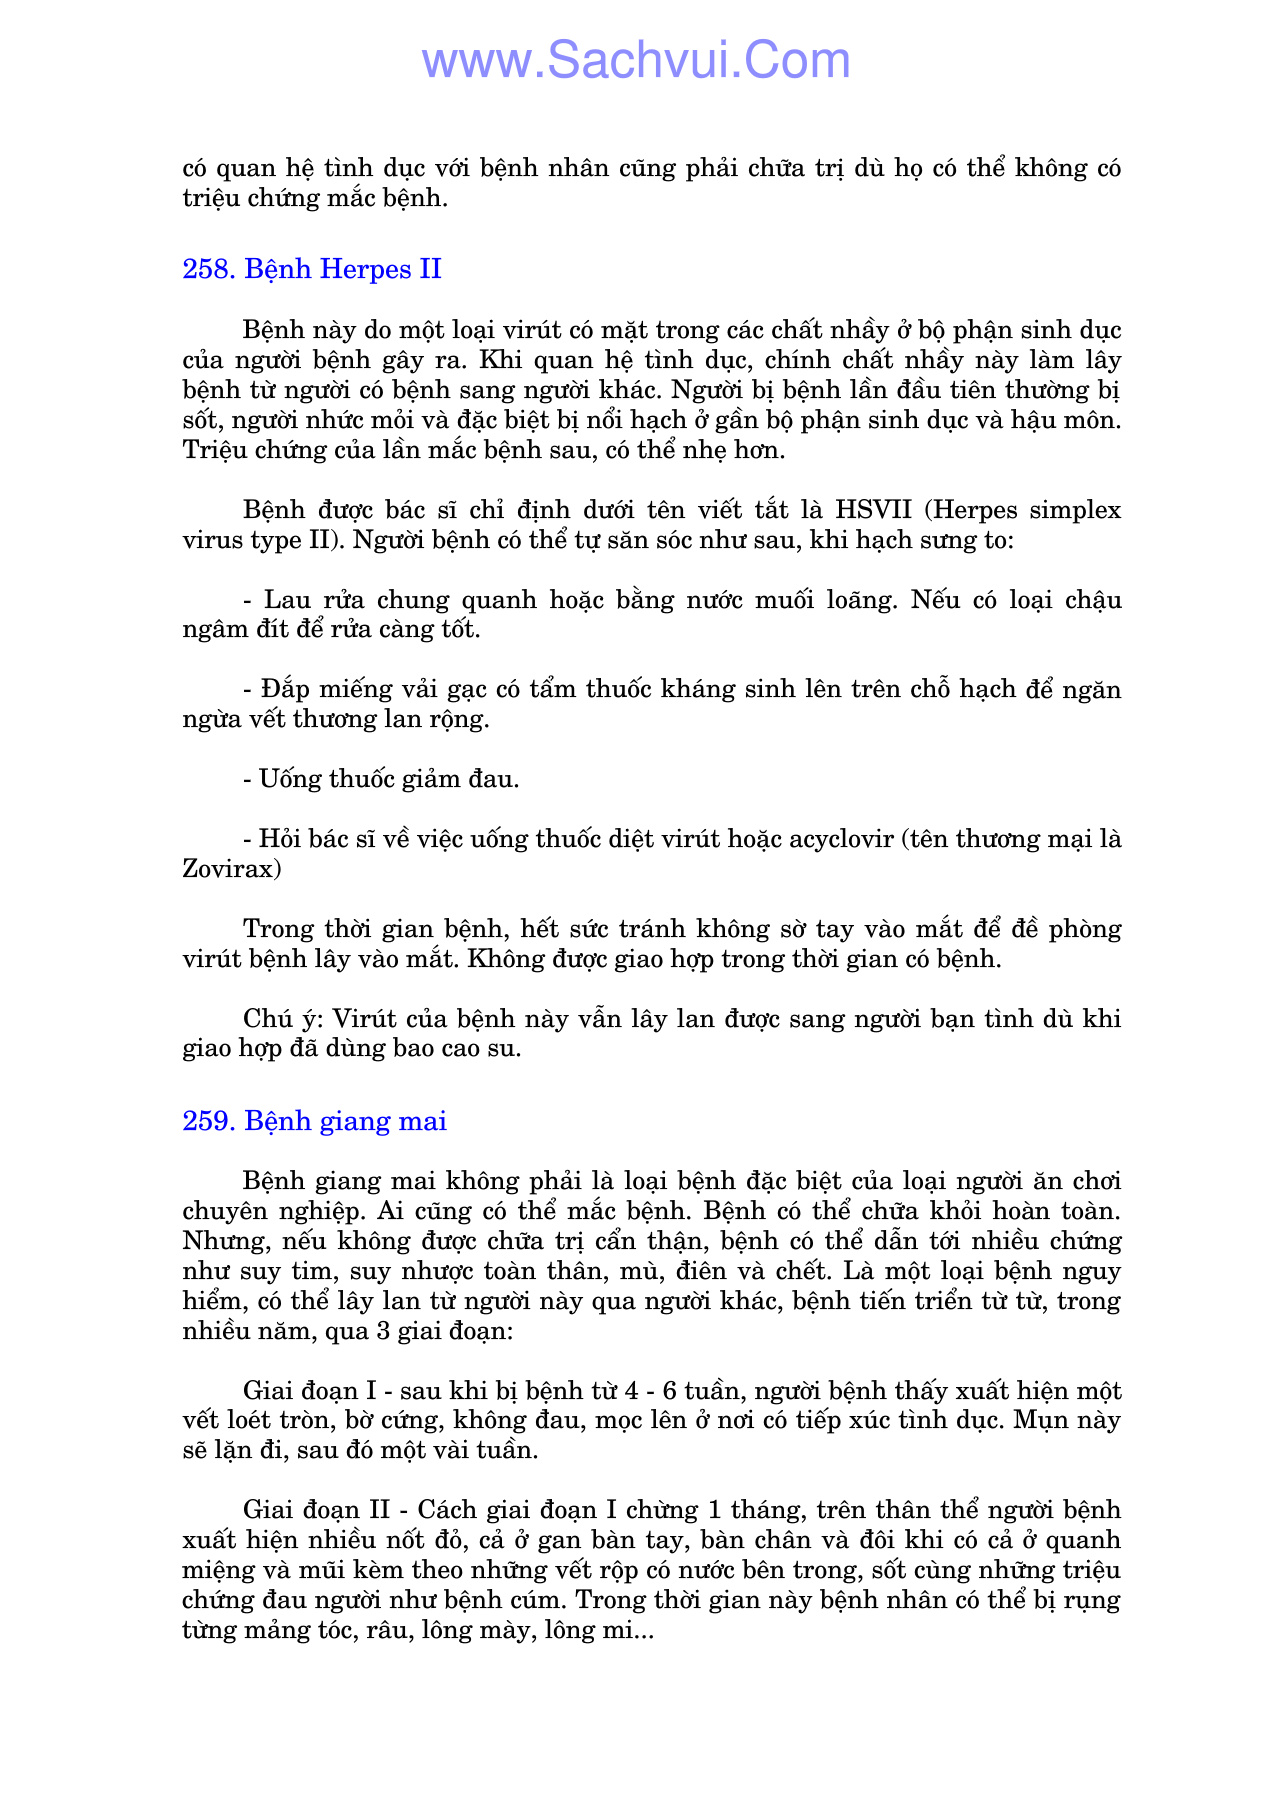 www.Sachvui.Com
có quan hệ tình dục với bệnh nhân cũng phải chữa trị dù họ có thể không có
triệu chứng mắc bệnh.
258. Bệnh Herpes II
Bệnh này do một loại virút có mặt trong các chất nhầy ở bộ phận sinh dục
của người bệnh gây ra. Khi quan hệ tình dục, chính chất nhầy này làm lây
bệnh từ người có bệnh sang người khác. Người bị bệnh lần đầu tiên thường bị
sốt, người nhức mỏi và đặc biệt bị nổi hạch ở gần bộ phận sinh dục và hậu môn.
Triệu chứng của lần mắc bệnh sau, có thể nhẹ hơn.
Bệnh được bác sĩ chỉ định dưới tên viết tắt là HSVII (Herpes simplex
virus type II). Người bệnh có thể tự săn sóc như sau, khi hạch sưng to:
- Lau rửa chung quanh hoặc bằng nước muối loãng. Nếu có loại chậu
ngâm đít để rửa càng tốt.
- Đắp miếng vải gạc có tẩm thuốc kháng sinh lên trên chỗ hạch để ngăn
ngừa vết thương lan rộng.
- Uống thuốc giảm đau.
- Hỏi bác sĩ về việc uống thuốc diệt virút hoặc acyclovir (tên thương mại là
Zovirax)
Trong thời gian bệnh, hết sức tránh không sờ tay vào mắt để đề phòng
virút bệnh lây vào mắt. Không được giao hợp trong thời gian có bệnh.
Chú ý: Virút của bệnh này vẫn lây lan được sang người bạn tình dù khi
giao hợp đã dùng bao cao su.
259. Bệnh giang mai
Bệnh giang mai không phải là loại bệnh đặc biệt của loại người ăn chơi
chuyên nghiệp. Ai cũng có thể mắc bệnh. Bệnh có thể chữa khỏi hoàn toàn.
Nhưng, nếu không được chữa trị cẩn thận, bệnh có thể dẫn tới nhiều chứng
như suy tim, suy nhược toàn thân, mù, điên và chết. Là một loại bệnh nguy
hiểm, có thể lây lan từ người này qua người khác, bệnh tiến triển từ từ, trong
nhiều năm, qua 3 giai đoạn:
Giai đoạn I - sau khi bị bệnh từ 4 - 6 tuần, người bệnh thấy xuất hiện một
vết loét tròn, bờ cứng, không đau, mọc lên ở nơi có tiếp xúc tình dục. Mụn này
sẽ lặn đi, sau đó một vài tuần.
Giai đoạn II - Cách giai đoạn I chừng 1 tháng, trên thân thể người bệnh
xuất hiện nhiều nốt đỏ, cả ở gan bàn tay, bàn chân và đôi khi có cả ở quanh
miệng và mũi kèm theo những vết rộp có nước bên trong, sốt cùng những triệu
chứng đau người như bệnh cúm. Trong thời gian này bệnh nhân có thể bị rụng
từng mảng tóc, râu, lông mày, lông mi...